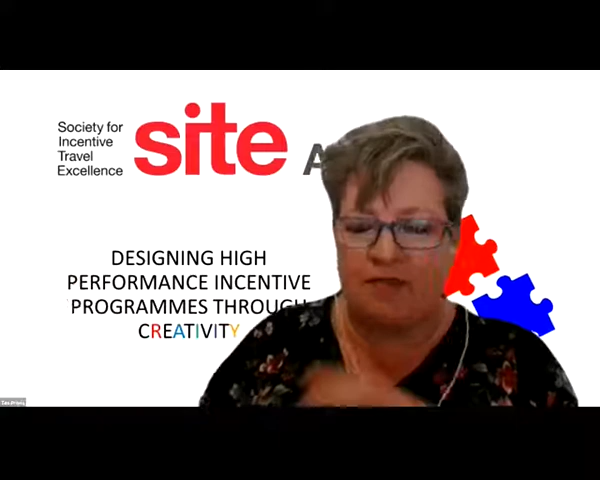 Society for
Incentive
Travel
Excellence
site A
DESIGNING HIGH
PERFORMANCE INCENTIVE
PROGRAMMES THROUGH
CREATIVITY